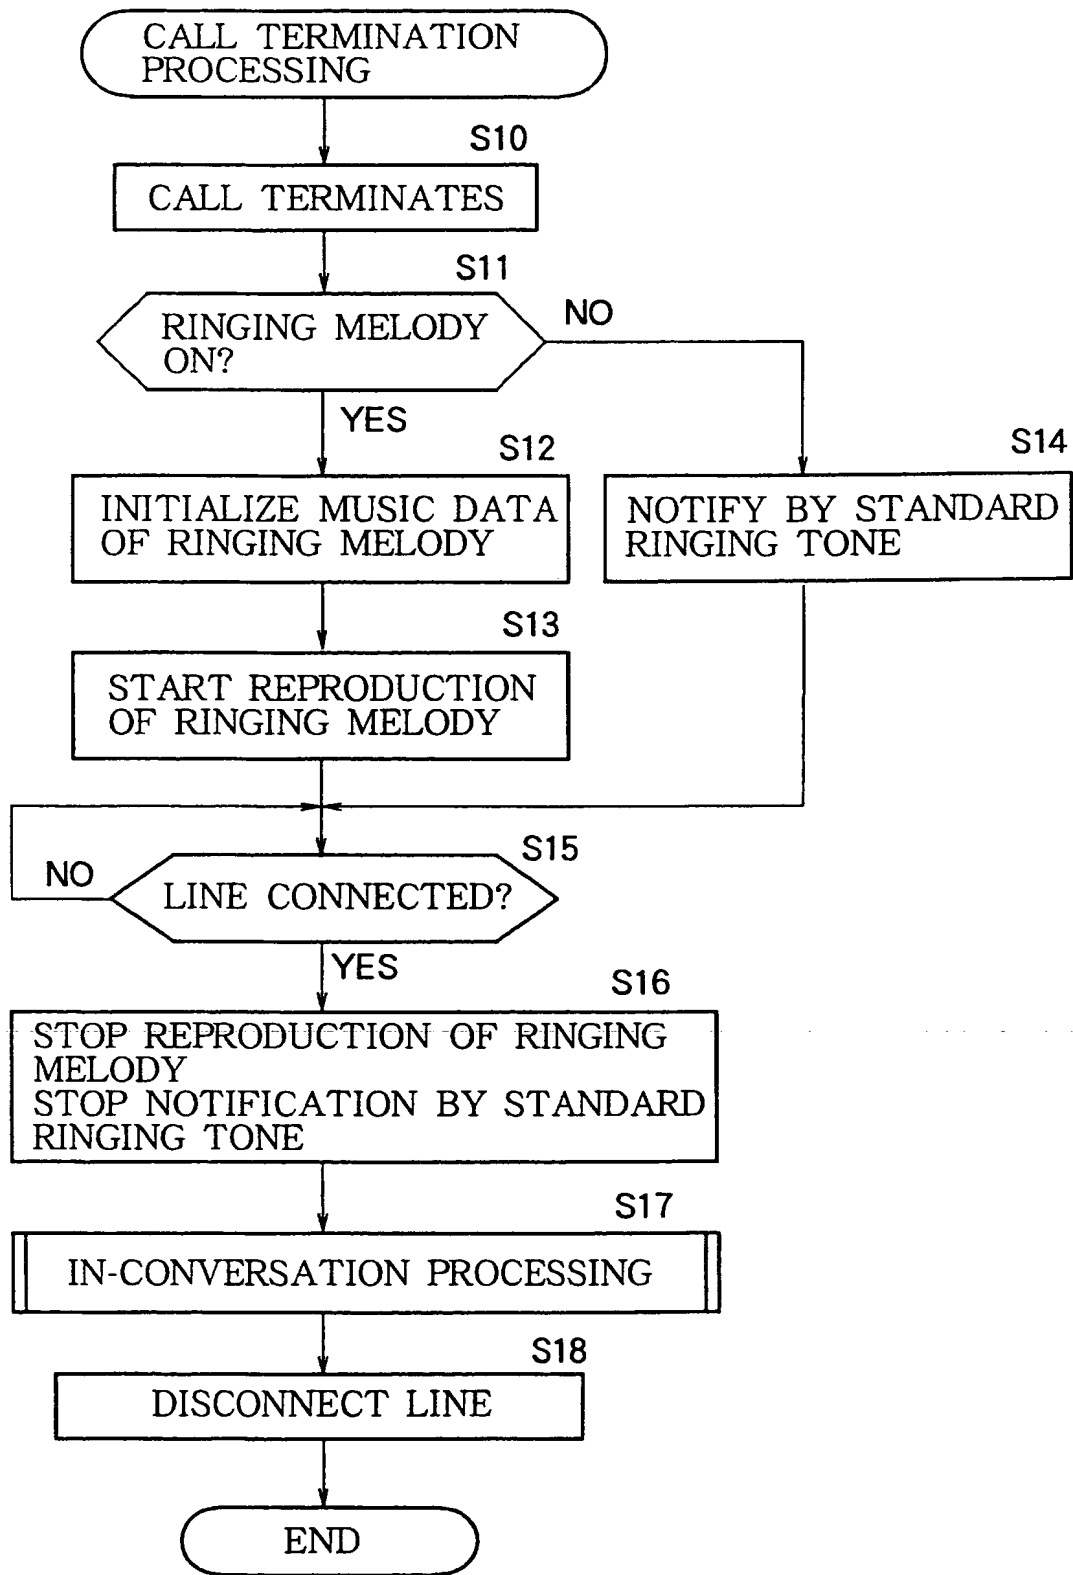 CALL TERMINATION
PROCESSING
S10
CALL TERMINATES
S11
RINGING MELODY
ON?
NO
YES
S12
INITIALIZE MUSIC DATA
OF RINGING MELODY
S14
NOTIFY BY STANDARD
RINGING TONE
S13
START REPRODUCTION
OF RINGING MELODY
S15
NO
LINE CONNECTED?
YES
S16
STOP REPRODUCTION OF RINGING
MELODY
STOP NOTIFICATION BY STANDARD
RINGING TONE
S17
IN-CONVERSATION PROCESSING
S18
DISCONNECT LINE
END